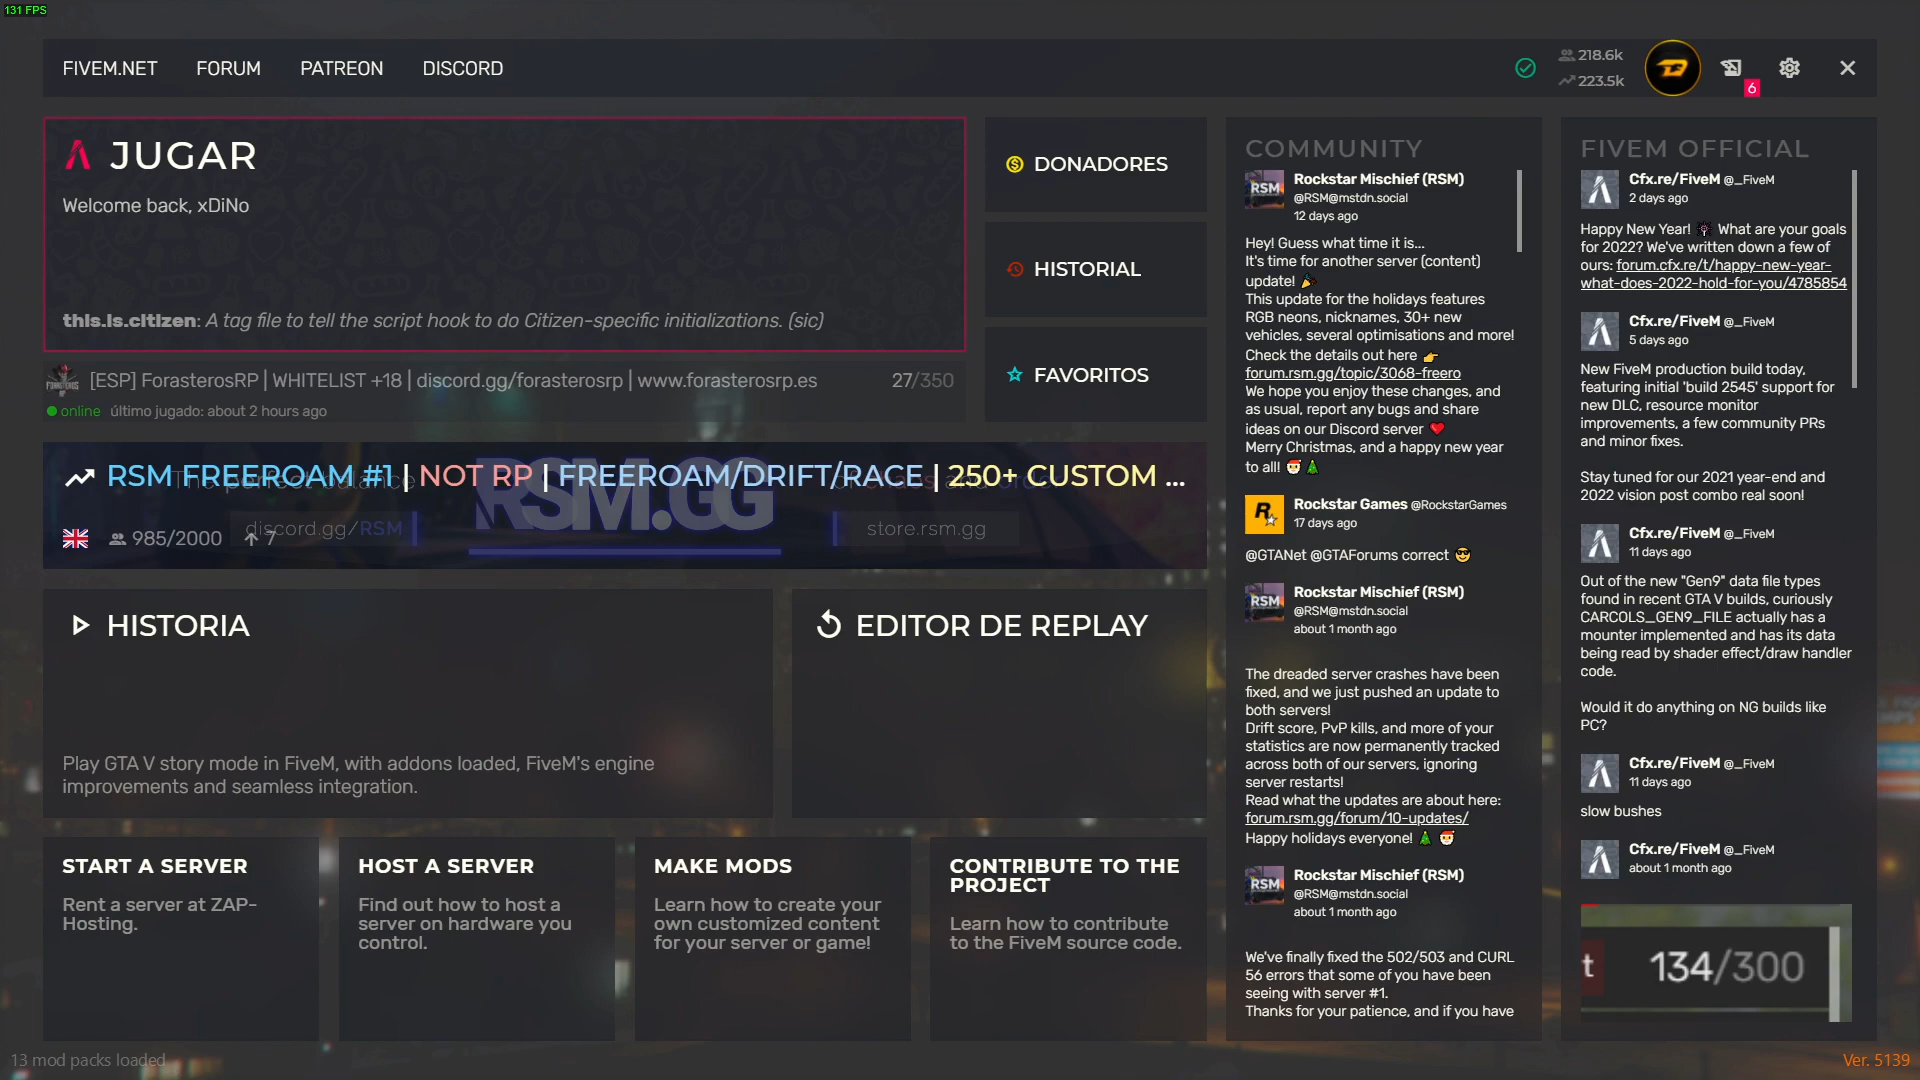 131 FPS
FIVEM.NET
FORUM
PATREON
DISCORD
218.6k
223.5k
6
JUGAR
Welcome back, xDiNo
this.is.citizen: A tag file to tell the script hook to do Citizen-specific initializations. (sic)
[ESP] ForasterosRP | WHITELIST +18 | discord.gg/forasterosrp | www.forasterosrp.es
27/350
online
último jugado: about 2 hours ago
DONADORES
HISTORIAL
FAVORITOS
RSM FREEROAM #1 | NOT RP | FREEROAM/DRIFT/RACE | 250+ CUSTOM ...
The perfect balance
RSM.GG
discord.gg/RSM
store.rsm.gg
985/2000
7
HISTORIA
Play GTA V story mode in FiveM, with addons loaded, FiveM's engine
improvements and seamless integration.
EDITOR DE REPLAY
START A SERVER
Rent a server at ZAP-
Hosting.
HOST A SERVER
Find out how to host a
server on hardware you
control.
MAKE MODS
Learn how to create your
own customized content
for your server or game!
CONTRIBUTE TO THE
PROJECT
Learn how to contribute
to the FiveM source code.
COMMUNITY
RSM
Rockstar Mischief (RSM)
@RSM@mstdn.social
12 days ago
Hey! Guess what time it is...
It's time for another server (content)
update! 🎉
This update for the holidays features
RGB neons, nicknames, 30+ new
vehicles, several optimisations and more!
Check the details out here 👉
forum.rsm.gg/topic/3068-freero
We hope you enjoy these changes, and
as usual, report any bugs and share
ideas on our Discord server ❤️
Merry Christmas, and a happy new year
to all! 🎅🎄
Rockstar Games @RockstarGames
17 days ago
@GTANet @GTAForums correct 😎
RSM
Rockstar Mischief (RSM)
@RSM@mstdn.social
about 1 month ago
The dreaded server crashes have been
fixed, and we just pushed an update to
both servers!
Drift score, PvP kills, and more of your
statistics are now permanently tracked
across both of our servers, ignoring
server restarts!
Read what the updates are about here:
forum.rsm.gg/forum/10-updates/
Happy holidays everyone! 🎄 🎅
RSM
Rockstar Mischief (RSM)
@RSM@mstdn.social
about 1 month ago
We've finally fixed the 502/503 and CURL
56 errors that some of you have been
seeing with server #1.
Thanks for your patience, and if you have
FIVEM OFFICIAL
Cfx.re/FiveM @_FiveM
2 days ago
Happy New Year! 🎆 What are your goals
for 2022? We've written down a few of
ours: forum.cfx.re/t/happy-new-year-
what-does-2022-hold-for-you/4785854
Cfx.re/FiveM @_FiveM
5 days ago
New FiveM production build today,
featuring initial 'build 2545' support for
new DLC, resource monitor
improvements, a few community PRs
and minor fixes.
Stay tuned for our 2021 year-end and
2022 vision post combo real soon!
Cfx.re/FiveM @_FiveM
11 days ago
Out of the new "Gen9" data file types
found in recent GTA V builds, curiously
CARCOLS_GEN9_FILE actually has a
mounter implemented and has its data
being read by shader effect/draw handler
code.
Would it do anything on NG builds like
PC?
Cfx.re/FiveM @_FiveM
11 days ago
slow bushes
Cfx.re/FiveM @_FiveM
about 1 month ago
t
134/300
13 mod packs loaded
Ver. 5139